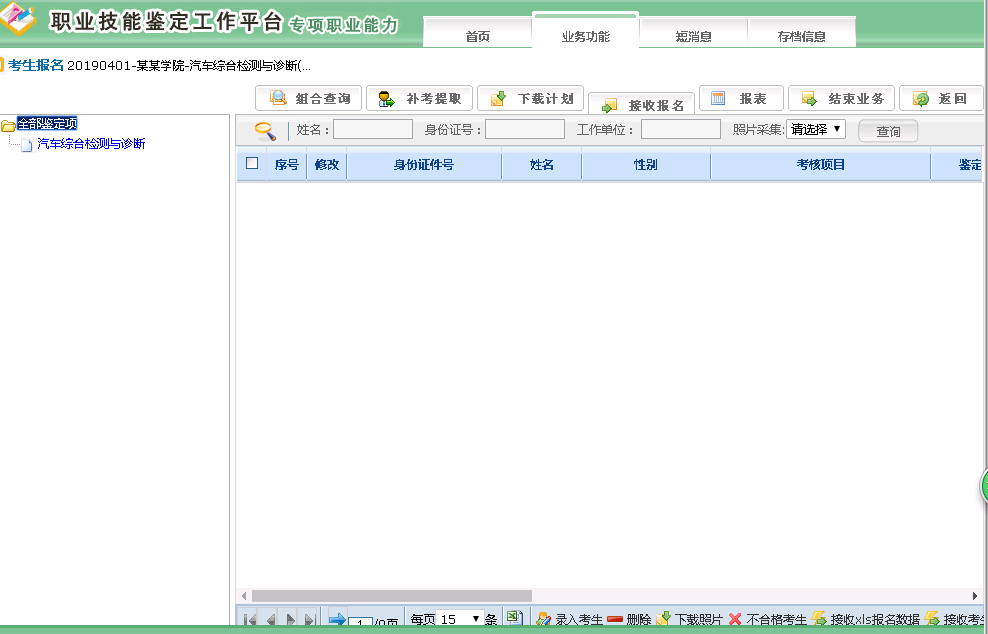 职业技能鉴定工作平台 专项职业能力
首页 业务功能 短消息 存档信息
考生报名 20190401-某某学院-汽车综合检测与诊断(...
组合查询 补考提取 下载计划 接收报名 报表 结束业务 返回
全部鉴定项
汽车综合检测与诊断
姓名： 身份证号： 工作单位： 照片采集: 请选择 查询
序号 修改 身份证件号 姓名 性别 考核项目 鉴定
1 /0页 每页 15 条 录入考生 删除 下载照片 不合格考生 接收xls报名数据 接收考生